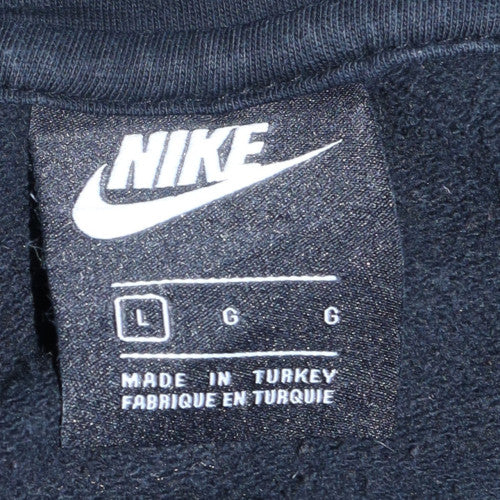 NIKE
L G G
MADE IN TURKEY
FABRIQUE EN TURQUIE